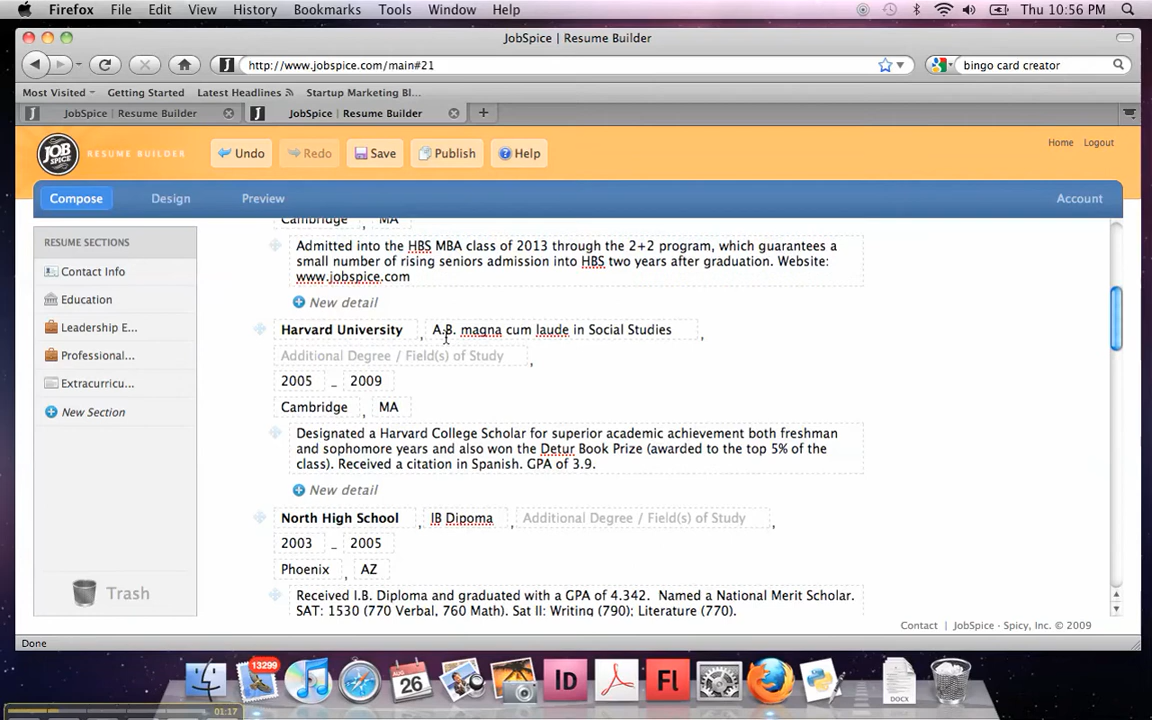 Firefox File Edit View History Bookmarks Tools Window Help Thu 10:56 PM
JobSpice | Resume Builder
http://www.jobspice.com/main#21 bingo card creator
Most Visited Getting Started Latest Headlines Startup Marketing Bl...
JobSpice | Resume Builder JobSpice | Resume Builder
JOB SPICE RESUME BUILDER Undo Redo Save Publish Help Home Logout
Compose Design Preview Account
RESUME SECTIONS
Contact Info
Education
Leadership E...
Professional...
Extracurricu...
New Section
Trash
Cambridge , MA
Admitted into the HBS MBA class of 2013 through the 2+2 program, which guarantees a
small number of rising seniors admission into HBS two years after graduation. Website:
www.jobspice.com
New detail
Harvard University , A.B. magna cum laude in Social Studies ,
Additional Degree / Field(s) of Study ,
2005 – 2009
Cambridge , MA
Designated a Harvard College Scholar for superior academic achievement both freshman
and sophomore years and also won the Detur Book Prize (awarded to the top 5% of the
class). Received a citation in Spanish. GPA of 3.9.
New detail
North High School , IB Dipoma , Additional Degree / Field(s) of Study ,
2003 – 2005
Phoenix , AZ
Received I.B. Diploma and graduated with a GPA of 4.342. Named a National Merit Scholar.
SAT: 1530 (770 Verbal, 760 Math). Sat II: Writing (790); Literature (770).
Contact | JobSpice - Spicy, Inc. © 2009
Done
13299 AUG 26 Id Fl DOCX
01:17